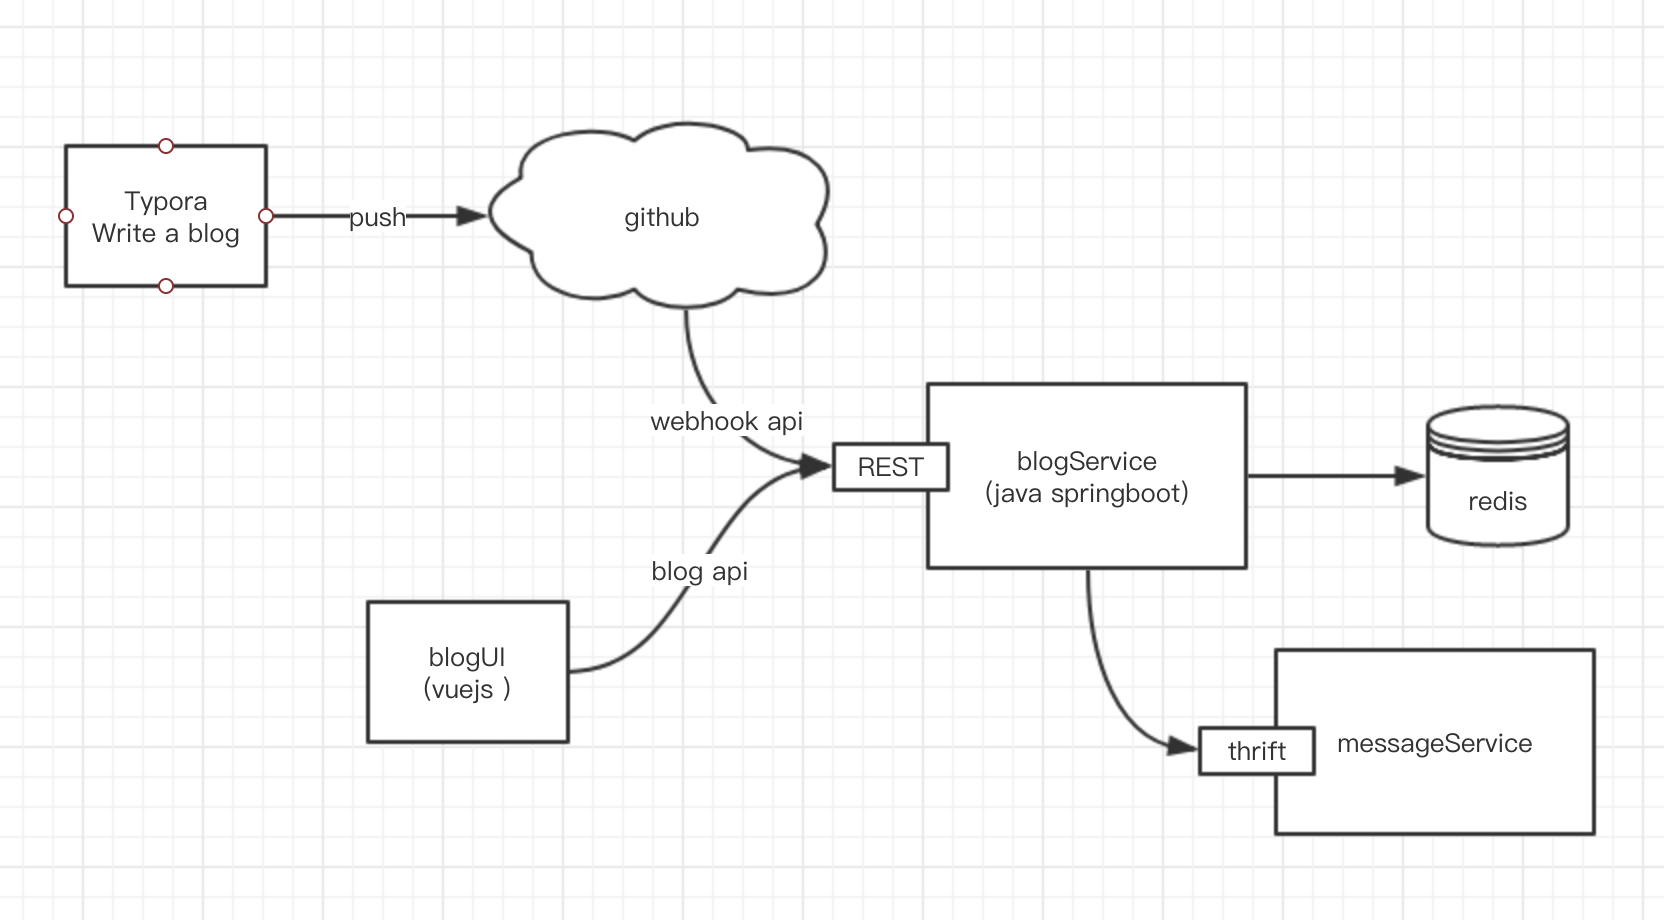 Typora
Write a blog
push
github
webhook api
REST
blogService
(java springboot)
redis
blog api
blogUI
(vuejs )
thrift
messageService